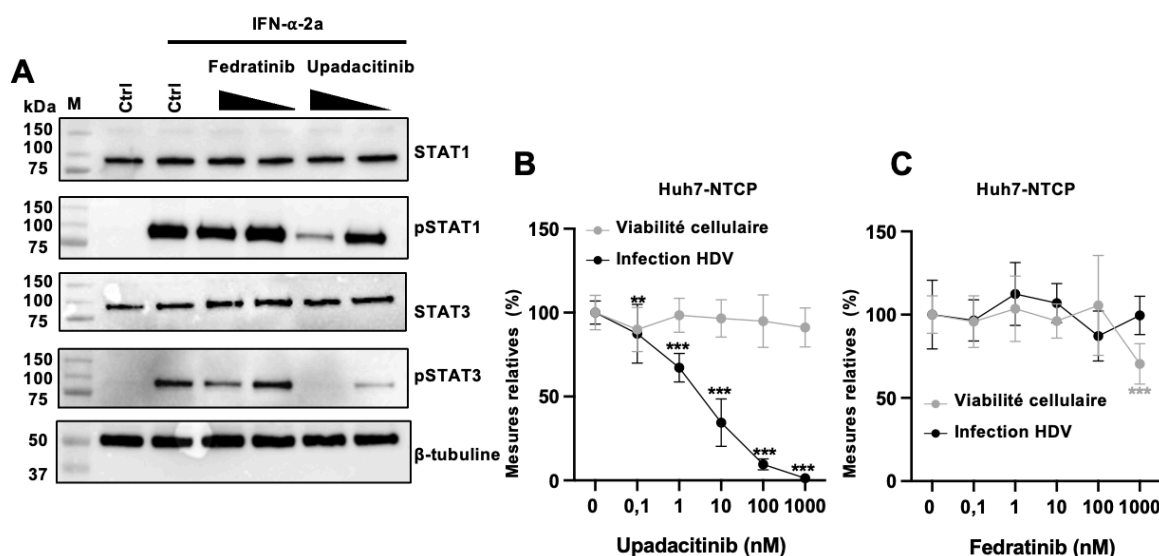 IFN-α-2a
A
Fedratinib
Upadacitinib
kDa
M
Ctrl
Ctrl
150
100
75
STAT1
150
100
75
pSTAT1
150
100
75
STAT3
150
100
75
pSTAT3
50
37
β-tubuline
B
Huh7-NTCP
Mesures relatives (%)
150
100
50
0
Viabilité cellulaire
Infection HDV
**
***
***
***
***
0
0,1
1
10
100
1000
Upadacitinib (nM)
C
Huh7-NTCP
Mesures relatives (%)
150
100
50
0
***
Viabilité cellulaire
Infection HDV
0
0,1
1
10
100
1000
Fedratinib (nM)